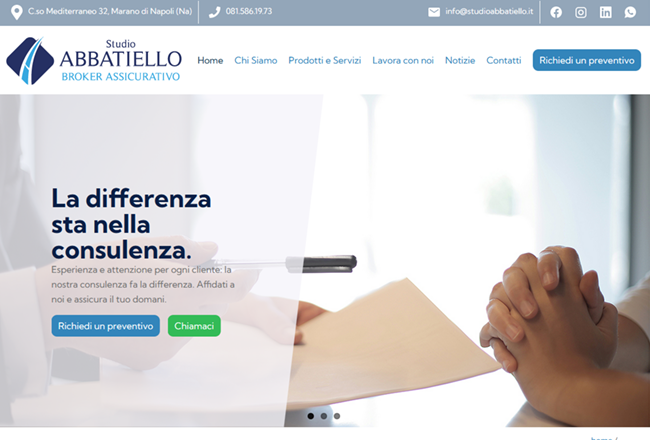 C.so Mediterraneo 32, Marano di Napoli (Na)
081.586.19.73
info@studioabbatiello.it
Studio
ABBATIELLO
BROKER ASSICURATIVO
Home
Chi Siamo
Prodotti e Servizi
Lavora con noi
Notizie
Contatti
Richiedi un preventivo
La differenza
sta nella
consulenza.
Esperienza e attenzione per ogni cliente: la
nostra consulenza fa la differenza. Affidati a
noi e assicura il tuo domani.
Richiedi un preventivo
Chiamaci